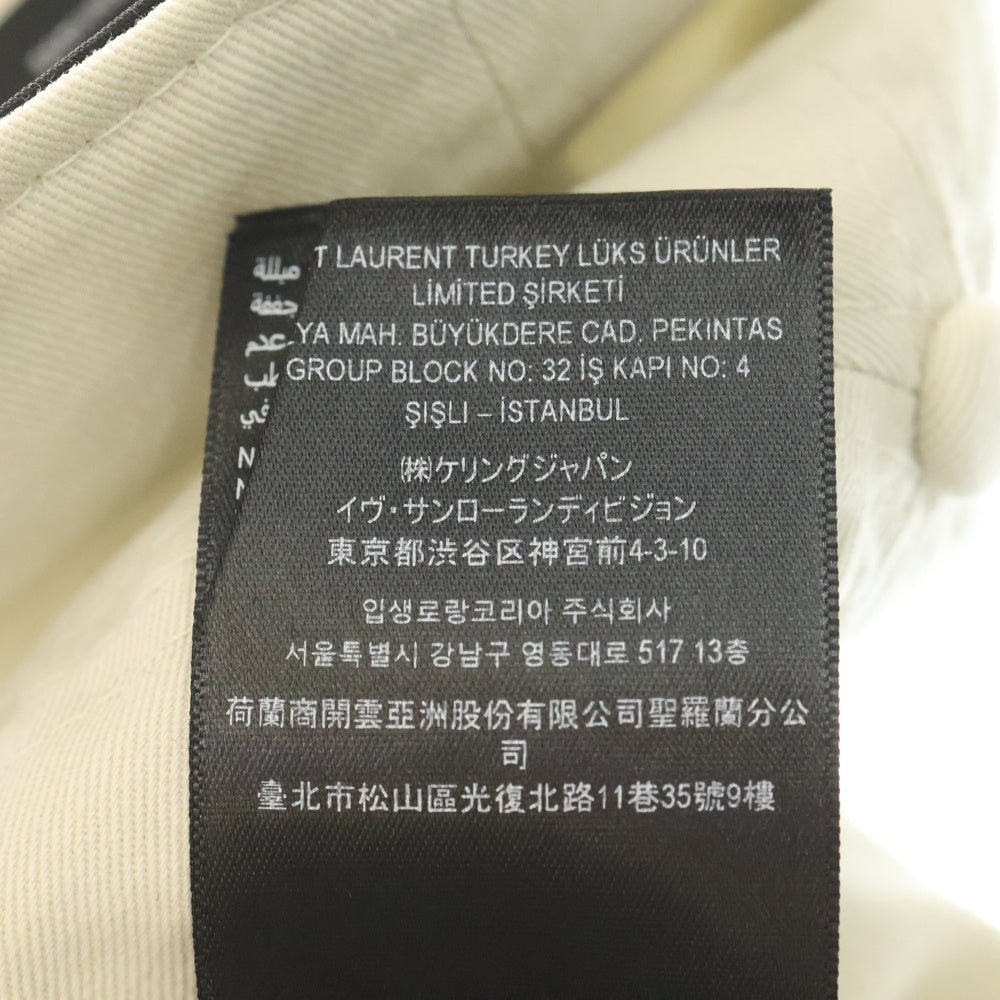 T LAURENT TURKEY LÜKS ÜRÜNLER
LİMİTED ŞİRKETİ
YA MAH. BÜYÜKDERE CAD. PEKINTAS
GROUP BLOCK NO: 32 İŞ KAPI NO: 4
ŞIŞLI – İSTANBUL
㈱ケリングジャパン
イヴ・サンローランディビジョン
東京都渋谷区神宮前4-3-10
입생로랑코리아 주식회사
서울특별시 강남구 영동대로 517 13층
荷蘭商開雲亞洲股份有限公司聖羅蘭分公
司
臺北市松山區光復北路11巷35號9樓
مبللة
جففة
علم
في